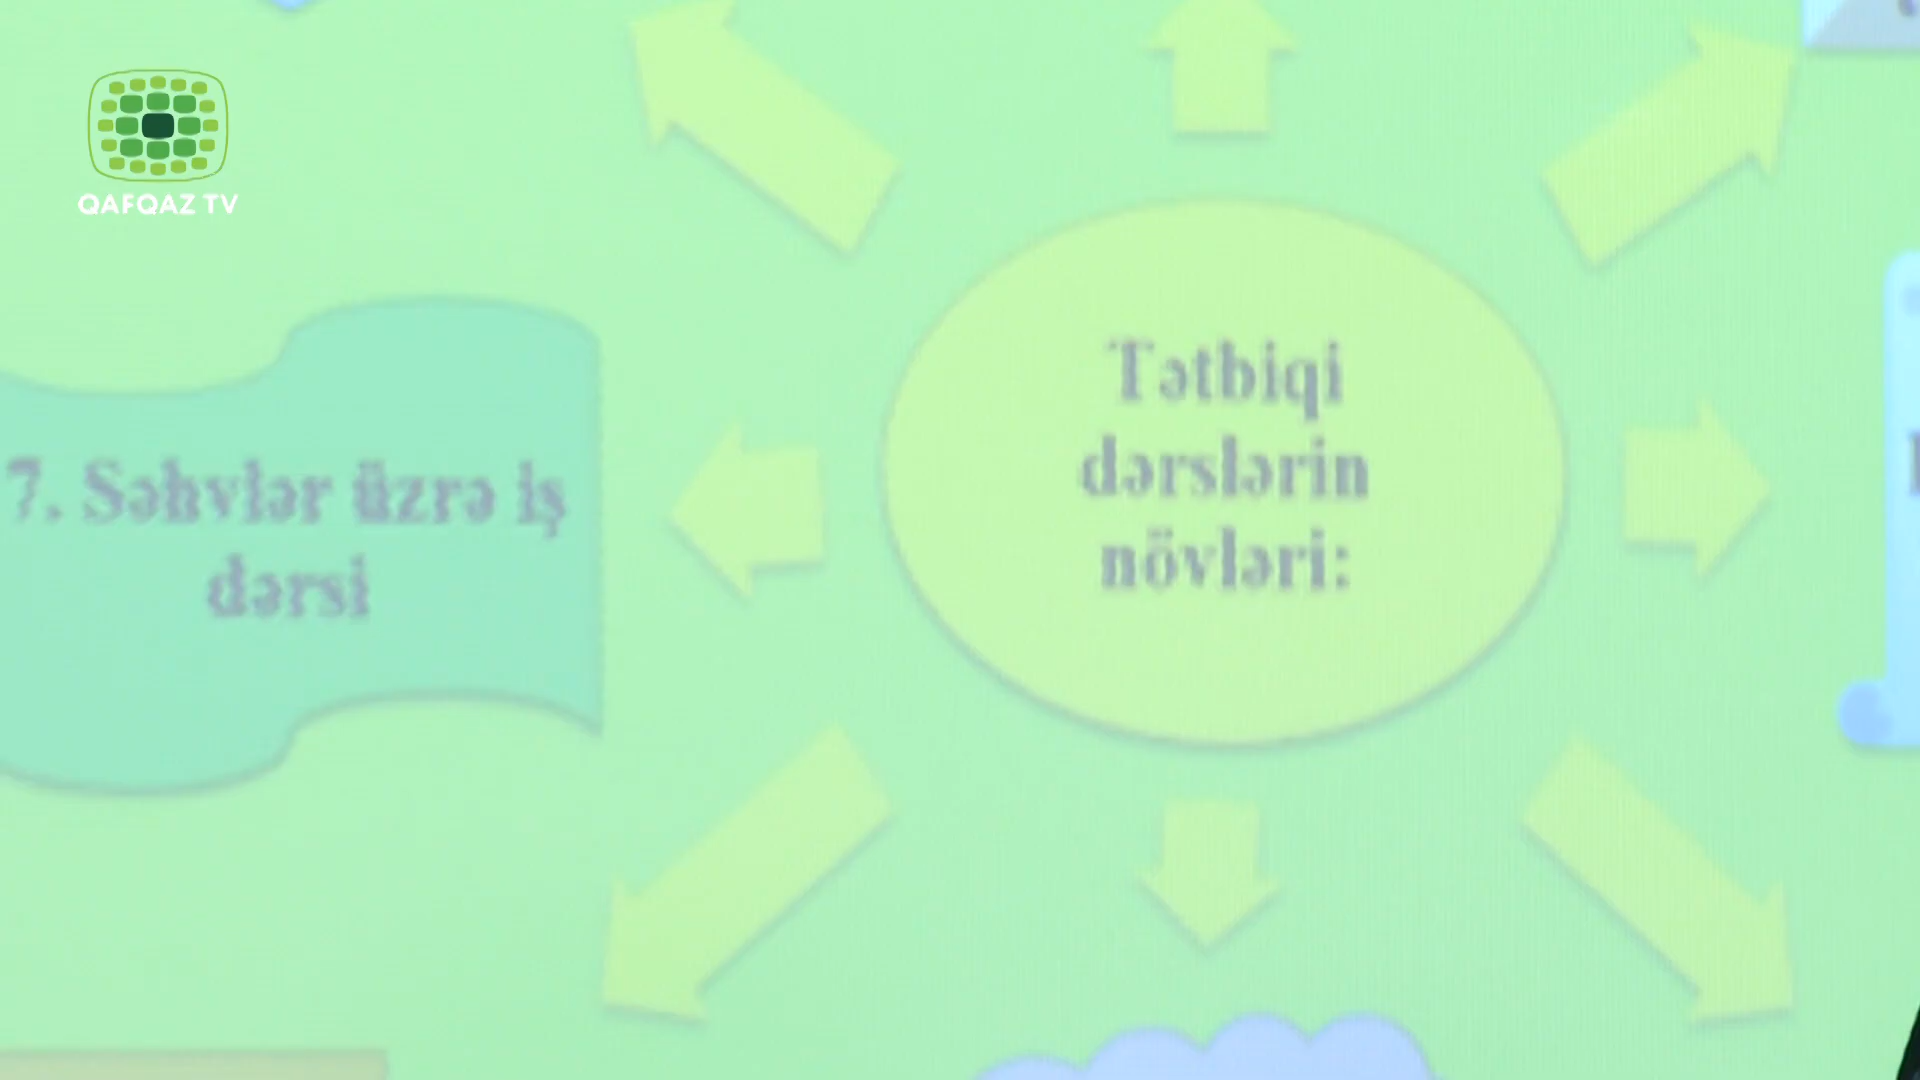 QAFQAZ TV
Tətbiqi
dərslərin
növləri:
7. Səhvlər üzrə iş
dərsi